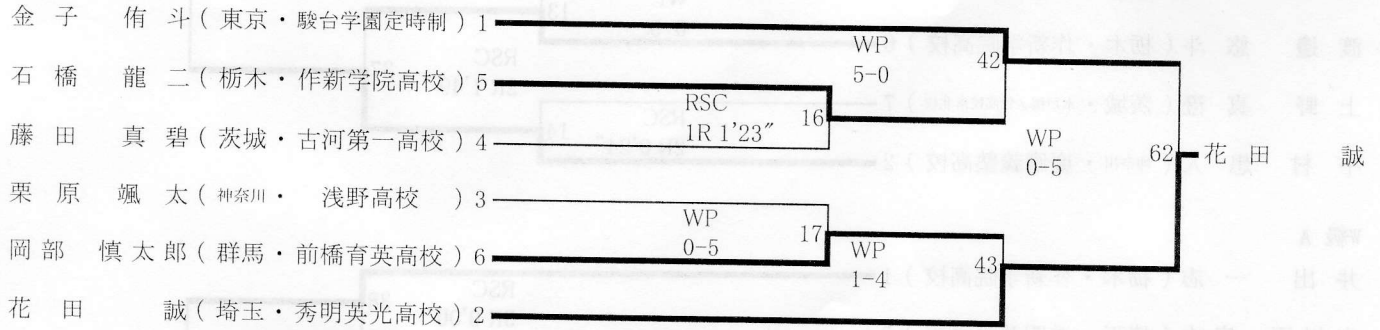 金子 侑斗 (東京・駿台学園定時制) 1
WP
5-0
42
石橋 龍二 (栃木・作新学院高校) 5
RSC
1R 1'23"
16
藤田 真碧 (茨城・古河第一高校) 4
WP
0-5
62
花田 誠
栗原 颯太 (神奈川・ 浅野高校 ) 3
WP
0-5
17
岡部 慎太郎 (群馬・前橋育英高校) 6
WP
1-4
43
花田 誠 (埼玉・秀明英光高校) 2